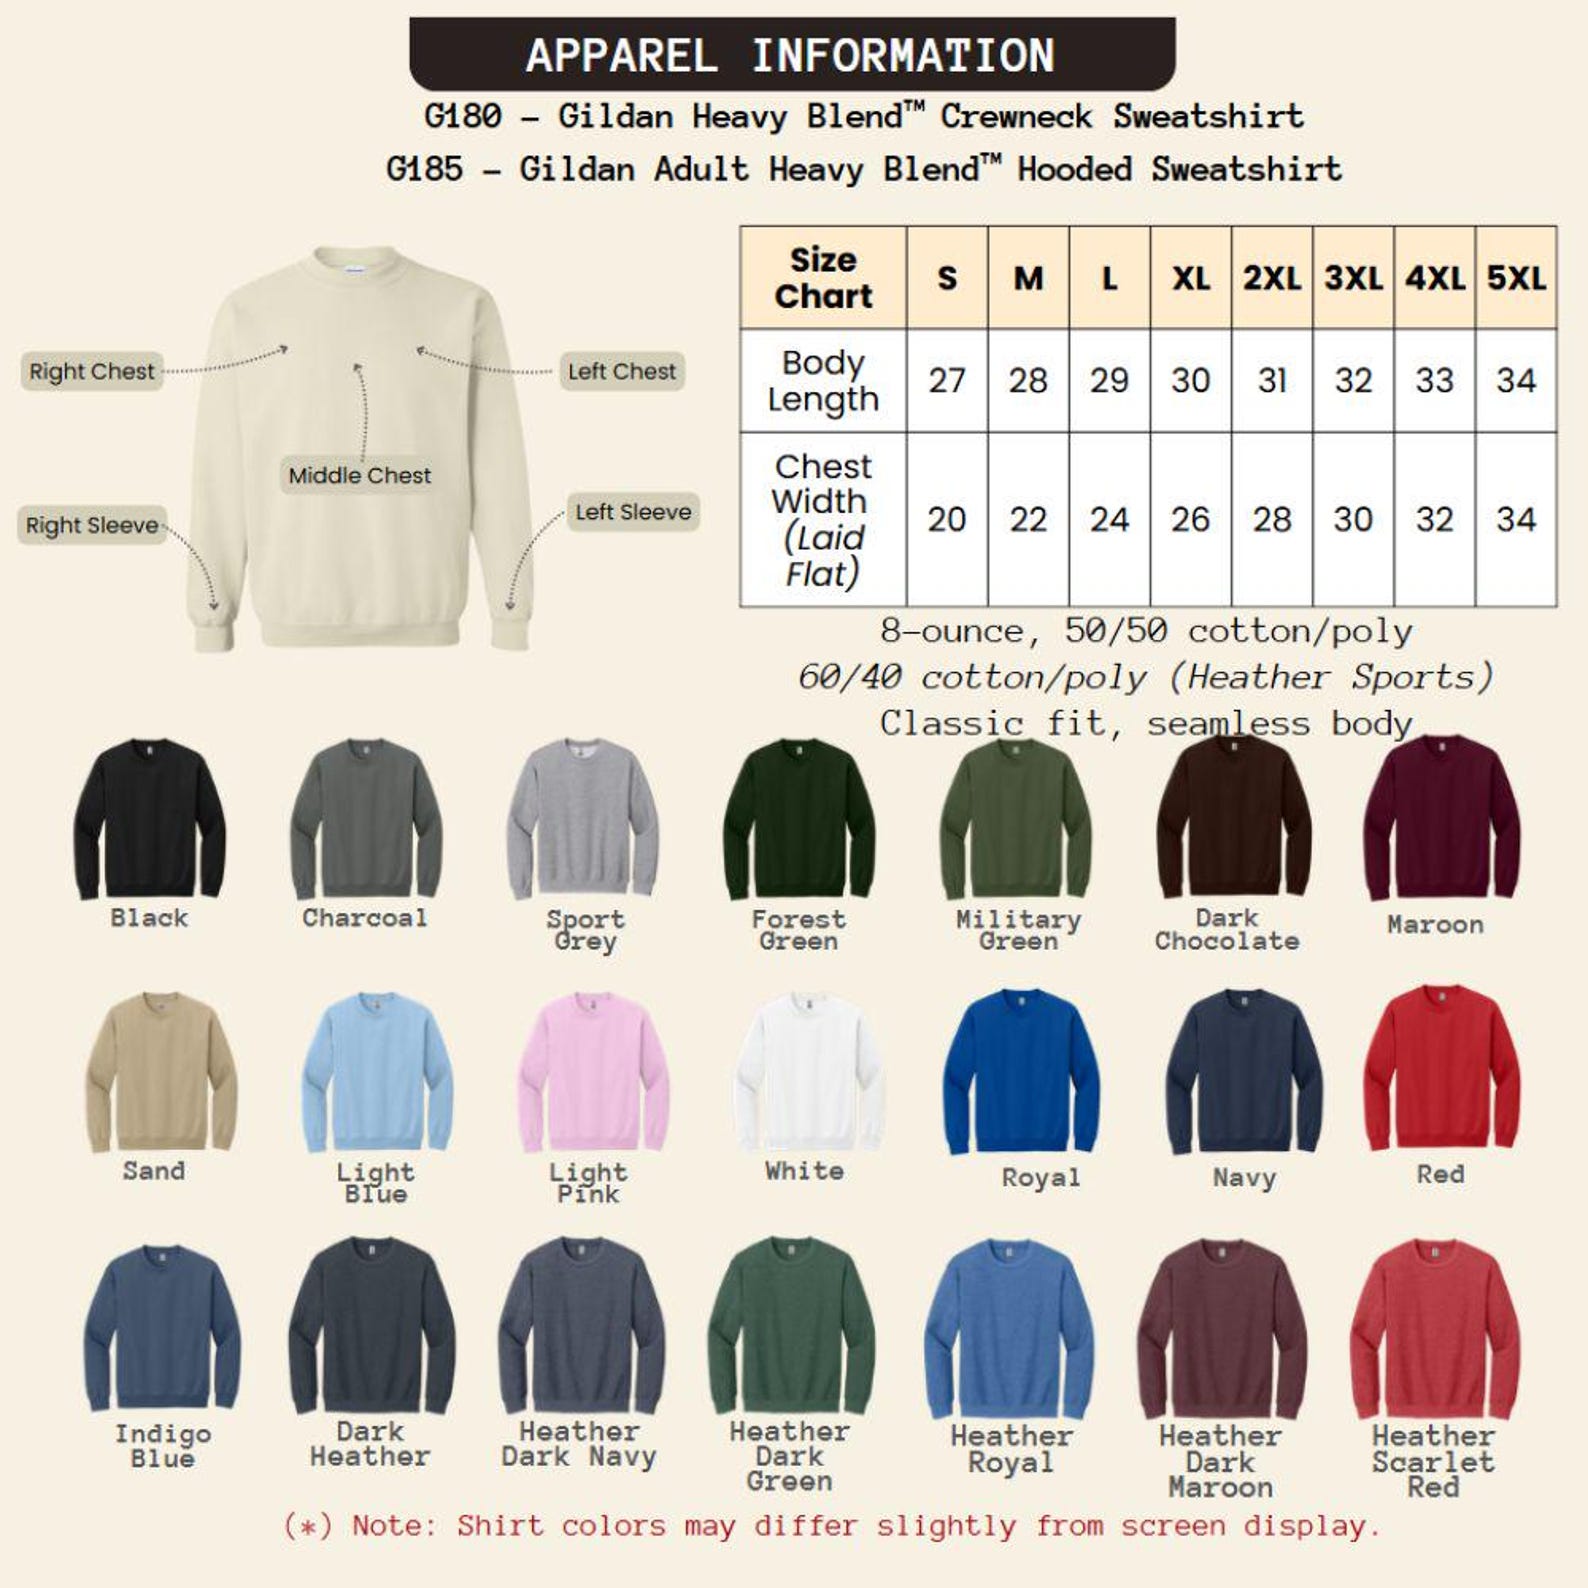 APPAREL INFORMATION
G180 – Gildan Heavy Blend™ Crewneck Sweatshirt
G185 – Gildan Adult Heavy Blend™ Hooded Sweatshirt
Right Chest
Left Chest
Middle Chest
Right Sleeve
Left Sleeve
Size Chart S M L XL 2XL 3XL 4XL 5XL
Body Length 27 28 29 30 31 32 33 34
Chest Width (Laid Flat) 20 22 24 26 28 30 32 34
8-ounce, 50/50 cotton/poly
60/40 cotton/poly (Heather Sports)
Classic fit, seamless body
Black
Charcoal
Sport
Grey
Forest
Green
Military
Green
Dark
Chocolate
Maroon
Sand
Light
Blue
Light
Pink
White
Royal
Navy
Red
Indigo
Blue
Dark
Heather
Heather
Dark Navy
Heather
Dark
Green
Heather
Royal
Heather
Dark
Maroon
Heather
Scarlet
Red
(*) Note: Shirt colors may differ slightly from screen display.